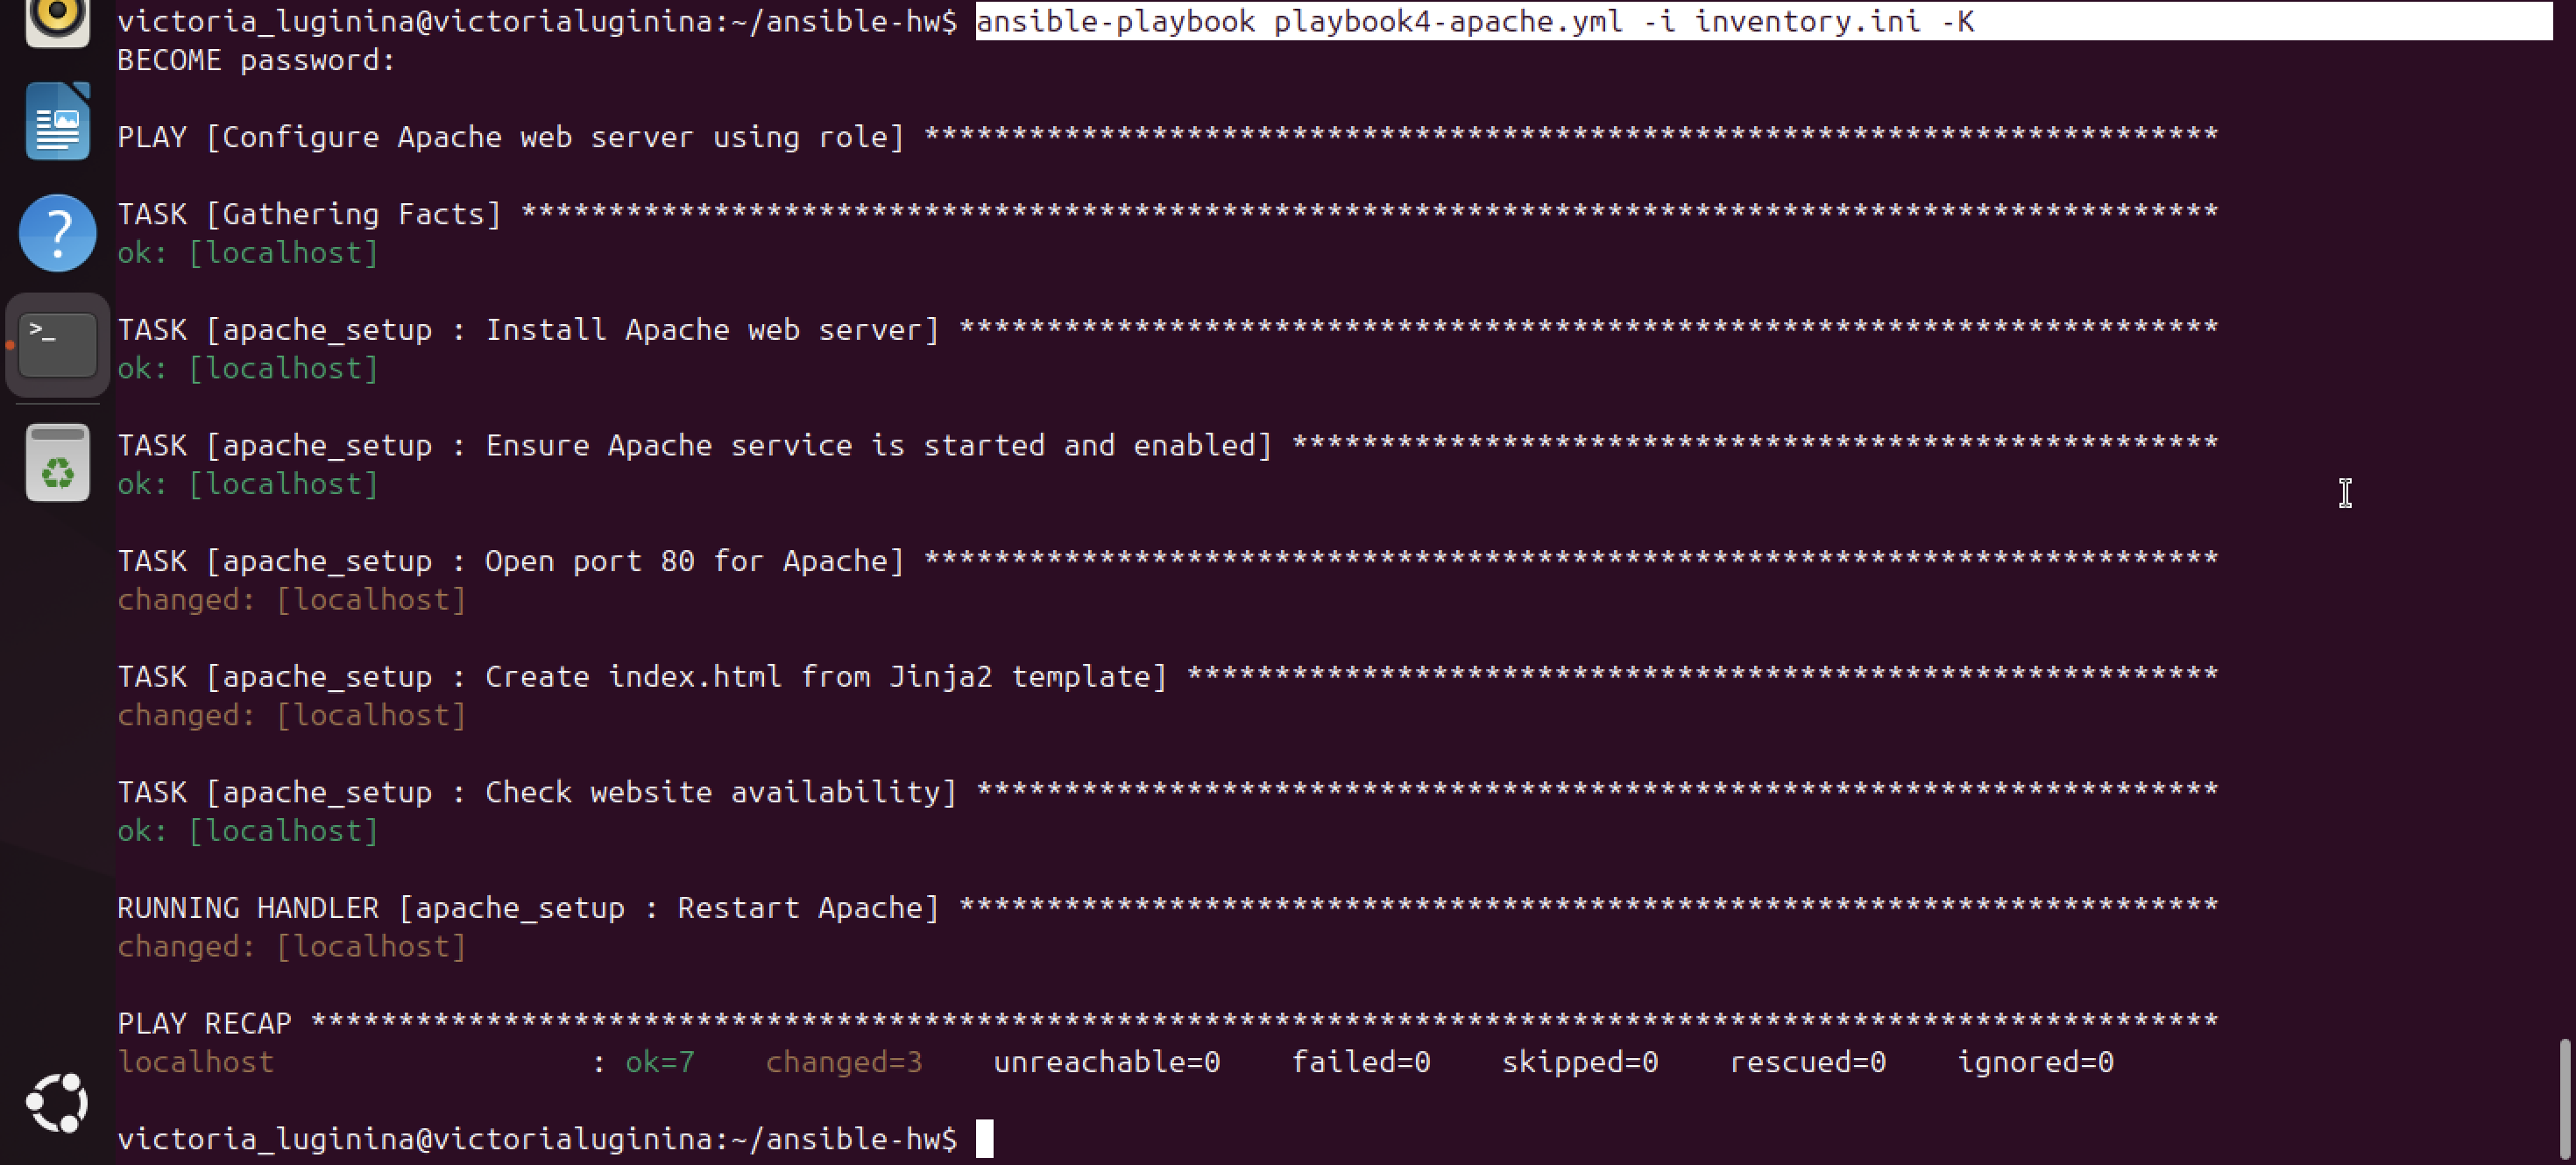 victoria_luginina@victorialuginina:~/ansible-hw$ ansible-playbook playbook4-apache.yml -i inventory.ini -K
BECOME password:
PLAY [Configure Apache web server using role] **************************************************************************
TASK [Gathering Facts] *************************************************************************************************
ok: [localhost]
TASK [apache_setup : Install Apache web server] ************************************************************************
ok: [localhost]
TASK [apache_setup : Ensure Apache service is started and enabled] *****************************************************
ok: [localhost]
TASK [apache_setup : Open port 80 for Apache] **************************************************************************
changed: [localhost]
TASK [apache_setup : Create index.html from Jinja2 template] ***********************************************************
changed: [localhost]
TASK [apache_setup : Check website availability] ***********************************************************************
ok: [localhost]
RUNNING HANDLER [apache_setup : Restart Apache] ************************************************************************
changed: [localhost]
PLAY RECAP *************************************************************************************************************
localhost                  : ok=7    changed=3    unreachable=0    failed=0    skipped=0    rescued=0    ignored=0
victoria_luginina@victorialuginina:~/ansible-hw$